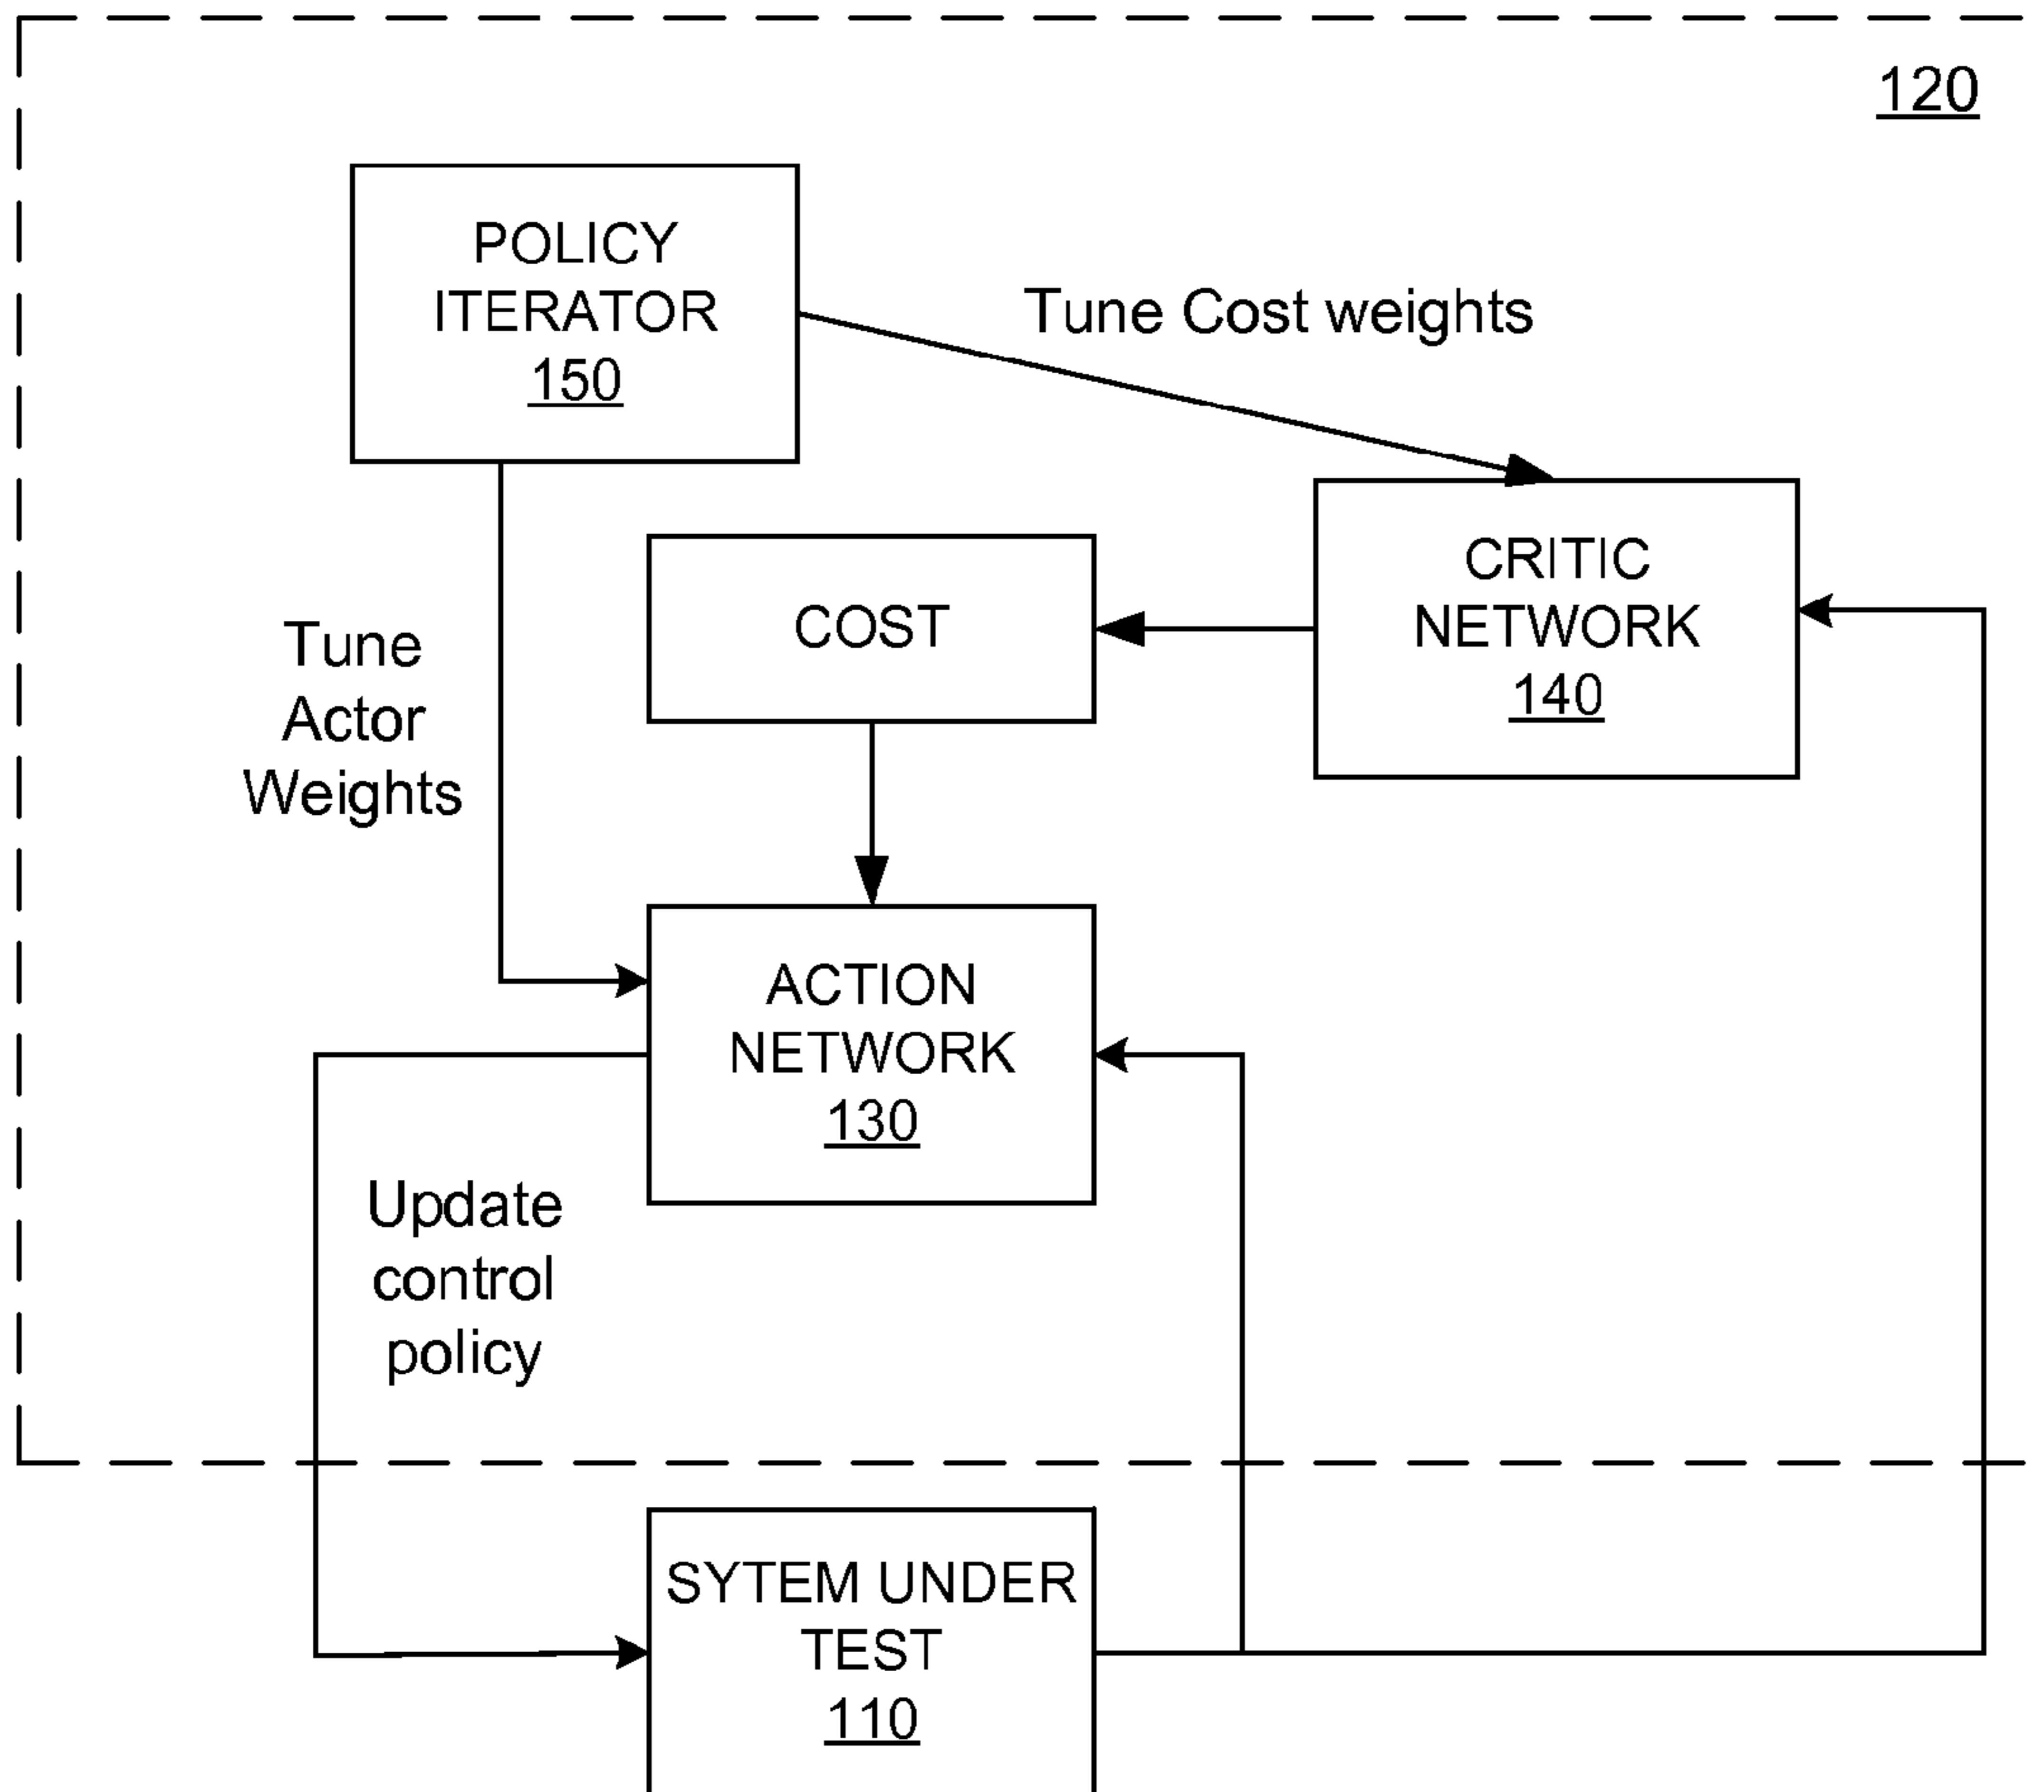 120
POLICY
ITERATOR
150
Tune Cost weights
CRITIC
NETWORK
140
COST
Tune
Actor
Weights
ACTION
NETWORK
130
Update
control
policy
SYTEM UNDER
TEST
110